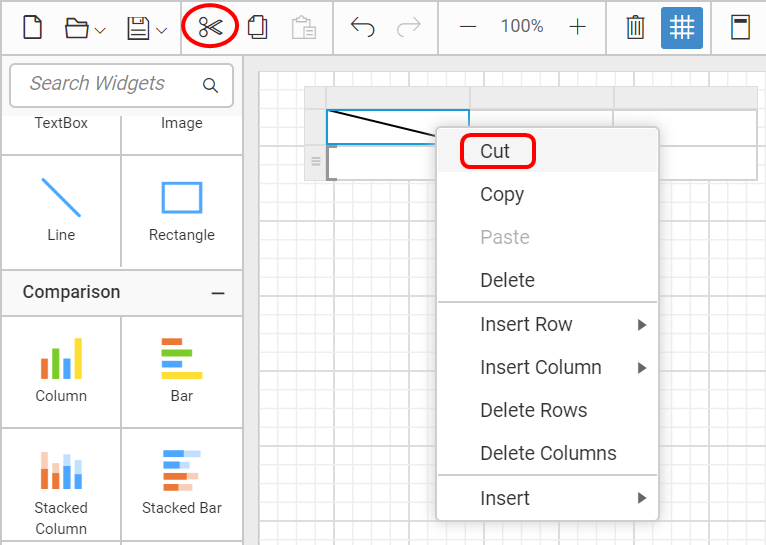 100%
Search Widgets
TextBox
Image
Line
Rectangle
Comparison
Column
Bar
Stacked
Column
Stacked Bar
Cut
Copy
Paste
Delete
Insert Row
Insert Column
Delete Rows
Delete Columns
Insert